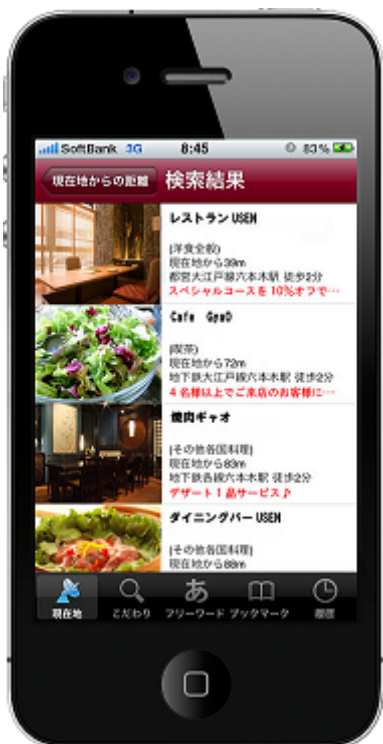 SoftBank 3G 8:45 83%
現在地からの距離 検索結果
レストラン USEN
(洋食全般)
現在地から39m
都営大江戸線六本木駅 徒歩2分
スペシャルコースを10%オフで…
Cafe GyaO
(喫茶)
現在地から72m
地下鉄大江戸線六本木駅 徒歩2分
4名様以上でご来店のお客様に…
焼肉ギャオ
(その他各国料理)
現在地から83m
地下鉄各線六本木駅 徒歩2分
デザート1品サービス♪
ダイニングバー USEN
(その他各国料理)
現在地から88m
現在地 こだわり フリーワード ブックマーク 履歴
あ